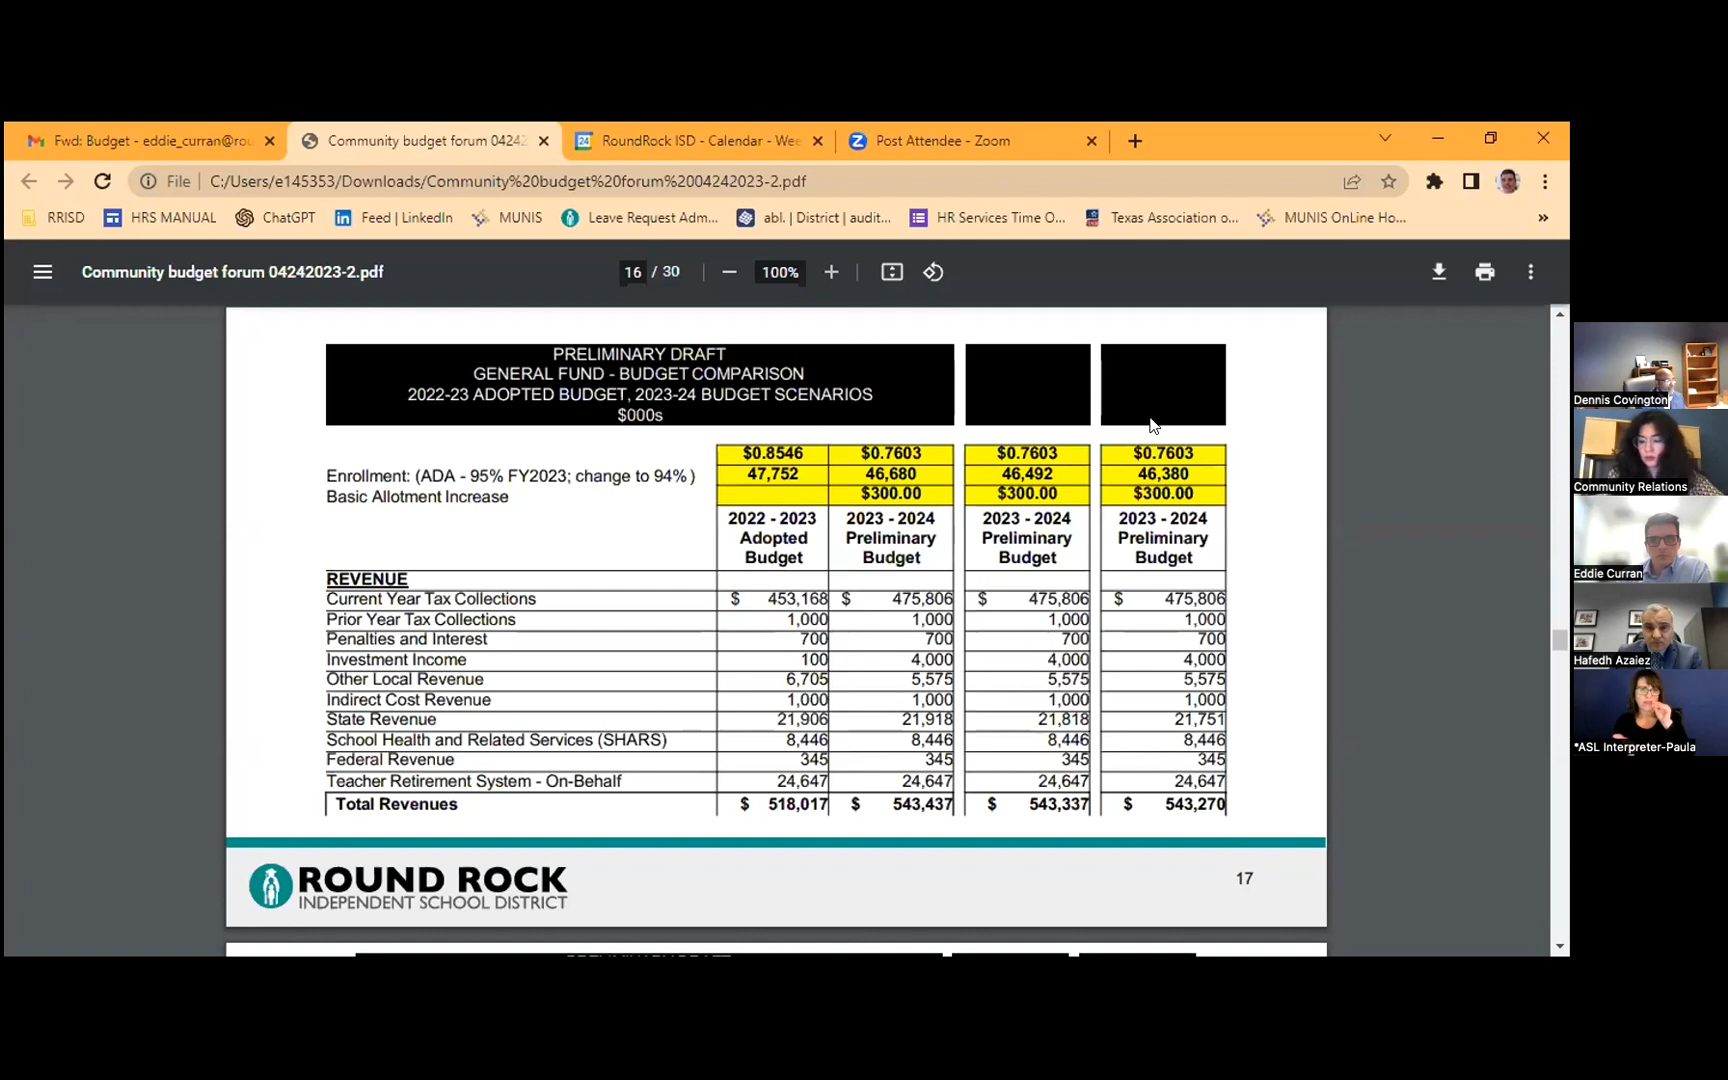 Fwd: Budget - eddie_curran@rou
Community budget forum 04242
24 RoundRock ISD - Calendar - Wee
Post Attendee - Zoom
File C:/Users/e145353/Downloads/Community%20budget%20forum%2004242023-2.pdf
RRISD HRS MANUAL ChatGPT in Feed | LinkedIn MUNIS Leave Request Adm... abl. | District | audit... HR Services Time O... Texas Association o... MUNIS OnLine Ho... »
Community budget forum 04242023-2.pdf 16 / 30 100%
PRELIMINARY DRAFT
GENERAL FUND - BUDGET COMPARISON
2022-23 ADOPTED BUDGET, 2023-24 BUDGET SCENARIOS
$000s
$0.8546 $0.7603 $0.7603 $0.7603
Enrollment: (ADA - 95% FY2023; change to 94%) 47,752 46,680 46,492 46,380
Basic Allotment Increase $300.00 $300.00 $300.00
2022 - 2023 2023 - 2024 2023 - 2024 2023 - 2024
Adopted Preliminary Preliminary Preliminary
Budget Budget Budget Budget
REVENUE
Current Year Tax Collections $ 453,168 $ 475,806 $ 475,806 $ 475,806
Prior Year Tax Collections 1,000 1,000 1,000 1,000
Penalties and Interest 700 700 700 700
Investment Income 100 4,000 4,000 4,000
Other Local Revenue 6,705 5,575 5,575 5,575
Indirect Cost Revenue 1,000 1,000 1,000 1,000
State Revenue 21,906 21,918 21,818 21,751
School Health and Related Services (SHARS) 8,446 8,446 8,446 8,446
Federal Revenue 345 345 345 345
Teacher Retirement System - On-Behalf 24,647 24,647 24,647 24,647
Total Revenues $ 518,017 $ 543,437 $ 543,337 $ 543,270
ROUND ROCK
INDEPENDENT SCHOOL DISTRICT
17
Dennis Covington
Community Relations
Eddie Curran
Hafedh Azaiez
*ASL Interpreter-Paula